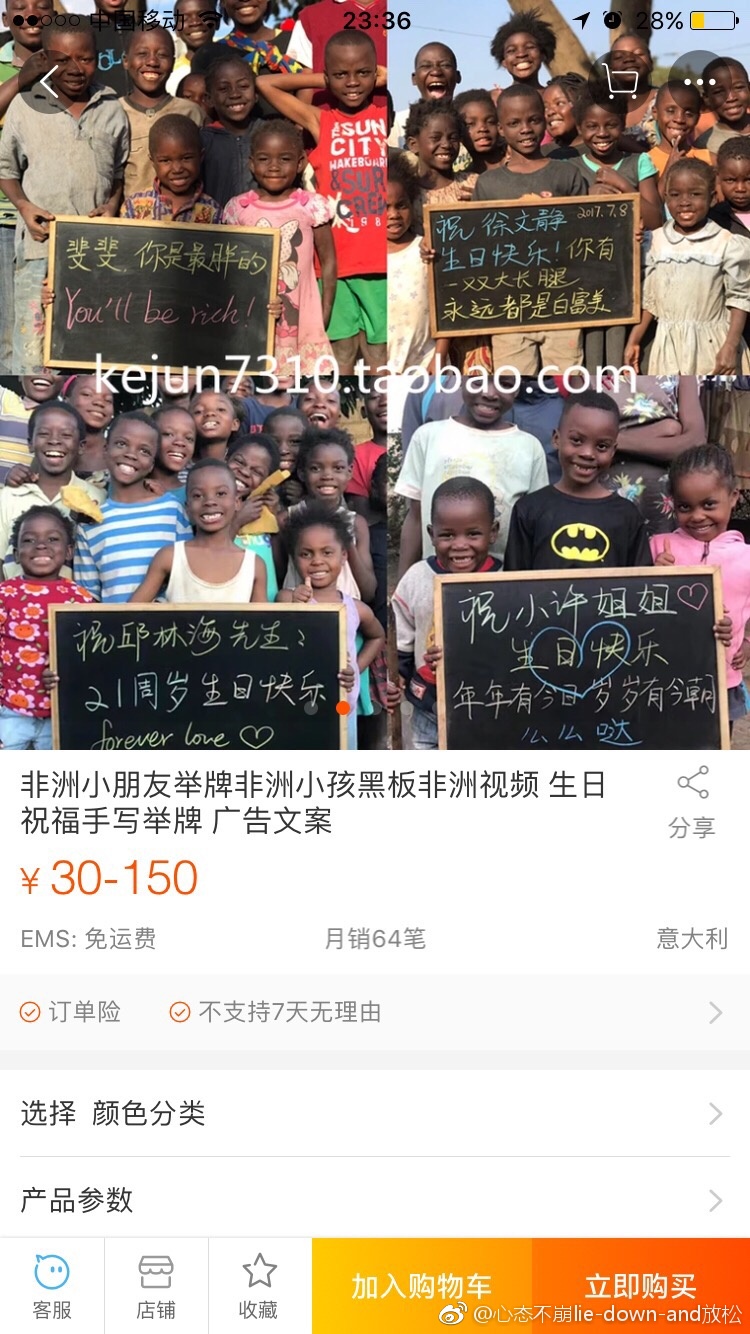 中国移动
23:36
28%
SUN
CITY
WAKEBOARD
& SURF
斐斐,你是最胖的
You'll be rich!
祝徐文静 2017.7.8
生日快乐!你有
一双大长腿
永远都是白富美
kejun7310.taobao.com
祝邱林海先生:
21周岁生日快乐
forever love
祝小许姐姐
生日快乐
年年有今日岁岁有今朝
么么哒
非洲小朋友举牌非洲小孩黑板非洲视频 生日
祝福手写举牌 广告文案
分享
¥ 30-150
EMS: 免运费
月销64笔
意大利
订单险
不支持7天无理由
选择 颜色分类
产品参数
客服
店铺
收藏
加入购物车
立即购买
@心态不崩lie-down-and放松